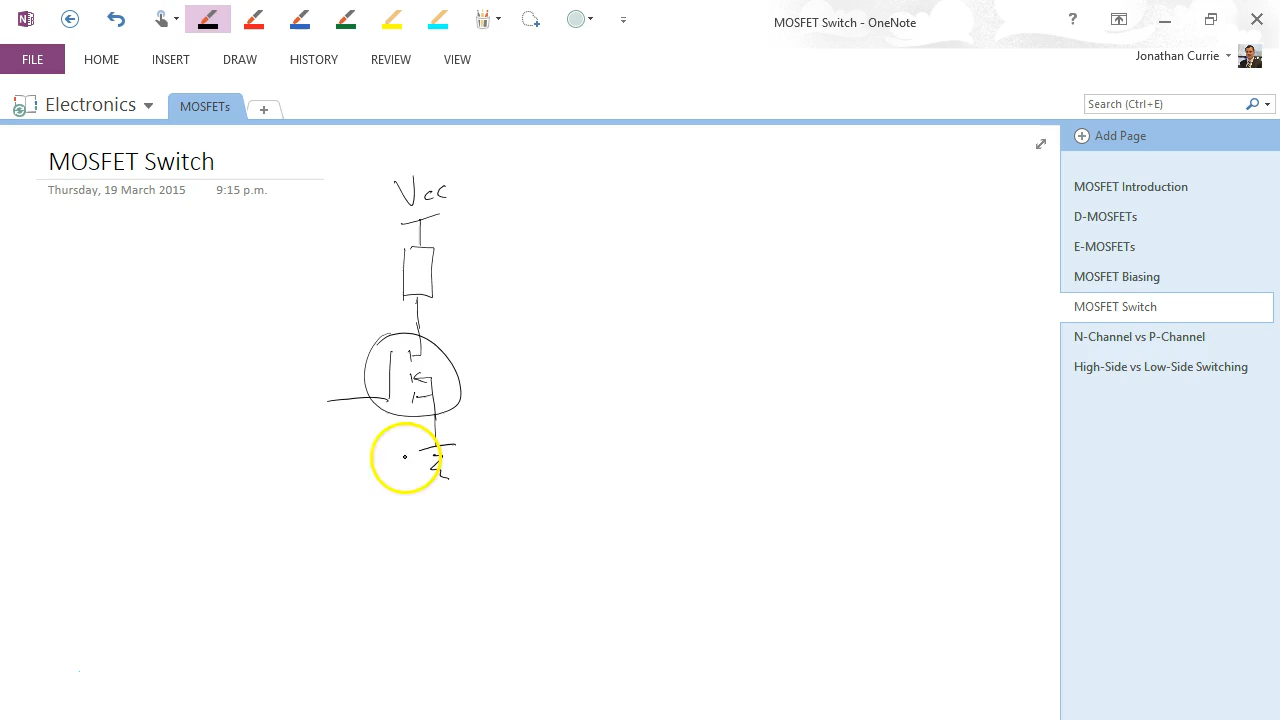 MOSFET Switch - OneNote
?
FILE HOME INSERT DRAW HISTORY REVIEW VIEW
Jonathan Currie
Electronics
MOSFETs
+
Search (Ctrl+E)
Add Page
MOSFET Switch
Thursday, 19 March 2015 9:15 p.m.
Vcc
MOSFET Introduction
D-MOSFETs
E-MOSFETs
MOSFET Biasing
MOSFET Switch
N-Channel vs P-Channel
High-Side vs Low-Side Switching